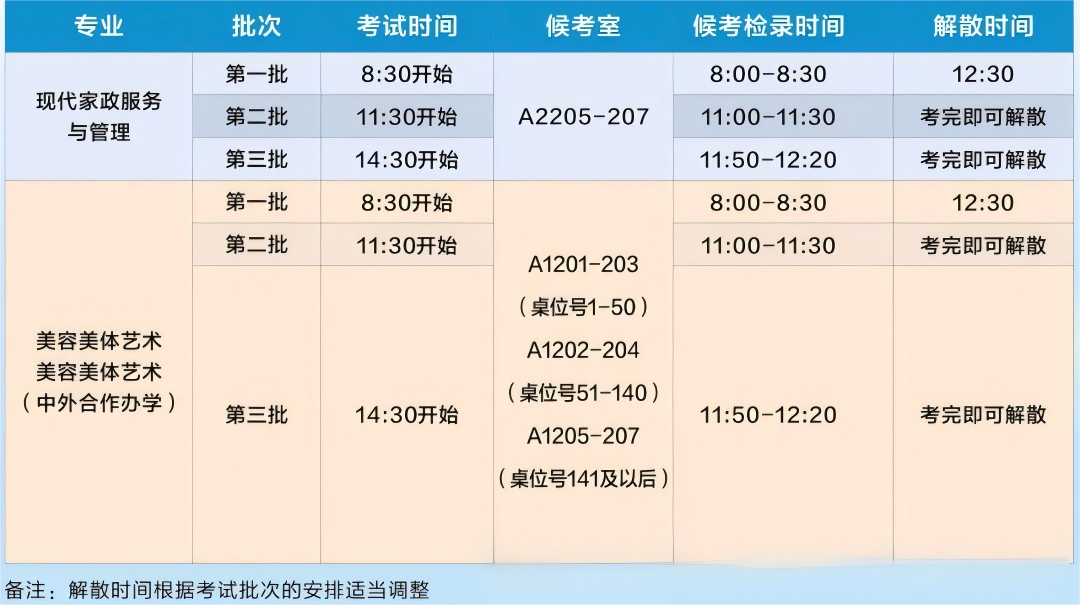 专业 批次 考试时间 候考室 候考检录时间 解散时间
现代家政服务
与管理
第一批 8:30开始 A2205-207 8:00-8:30 12:30
第二批 11:30开始 11:00-11:30 考完即可解散
第三批 14:30开始 11:50-12:20 考完即可解散
美容美体艺术
美容美体艺术
（中外合作办学）
第一批 8:30开始 8:00-8:30 12:30
第二批 11:30开始 11:00-11:30 考完即可解散
第三批 14:30开始
A1201-203
（桌位号1-50）
A1202-204
（桌位号51-140）
A1205-207
（桌位号141及以后）
11:50-12:20 考完即可解散
备注：解散时间根据考试批次的安排适当调整